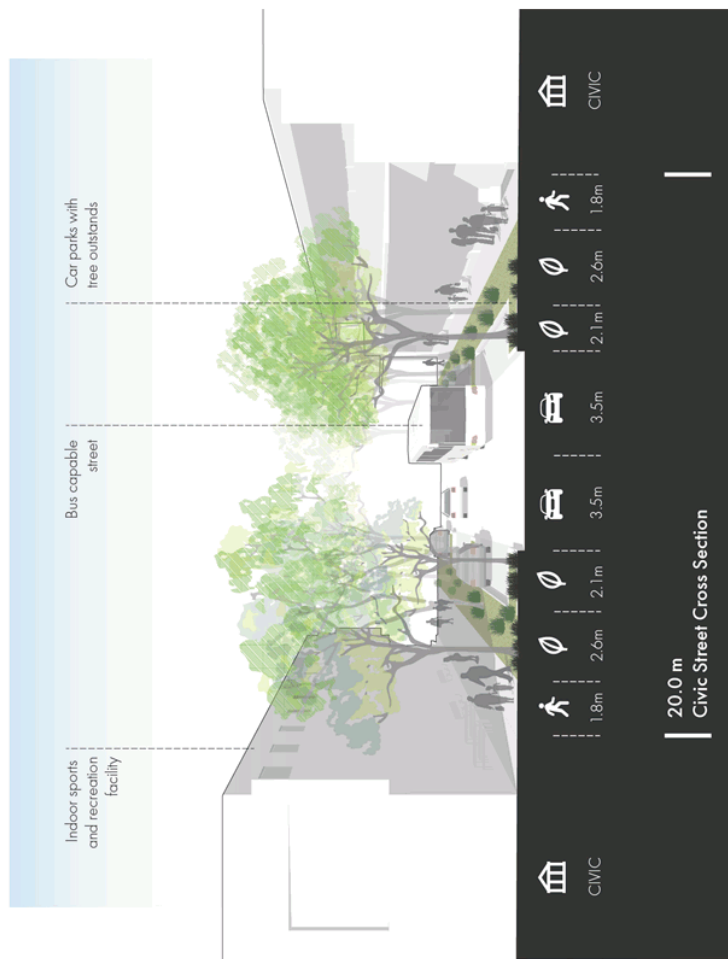 Indoor sports
and recreation
facility
Bus capable
street
Car parks with
tree outstands
CIVIC
1.8m
2.6m
2.1m
3.5m
3.5m
2.1m
2.6m
1.8m
CIVIC
20.0 m
Civic Street Cross Section